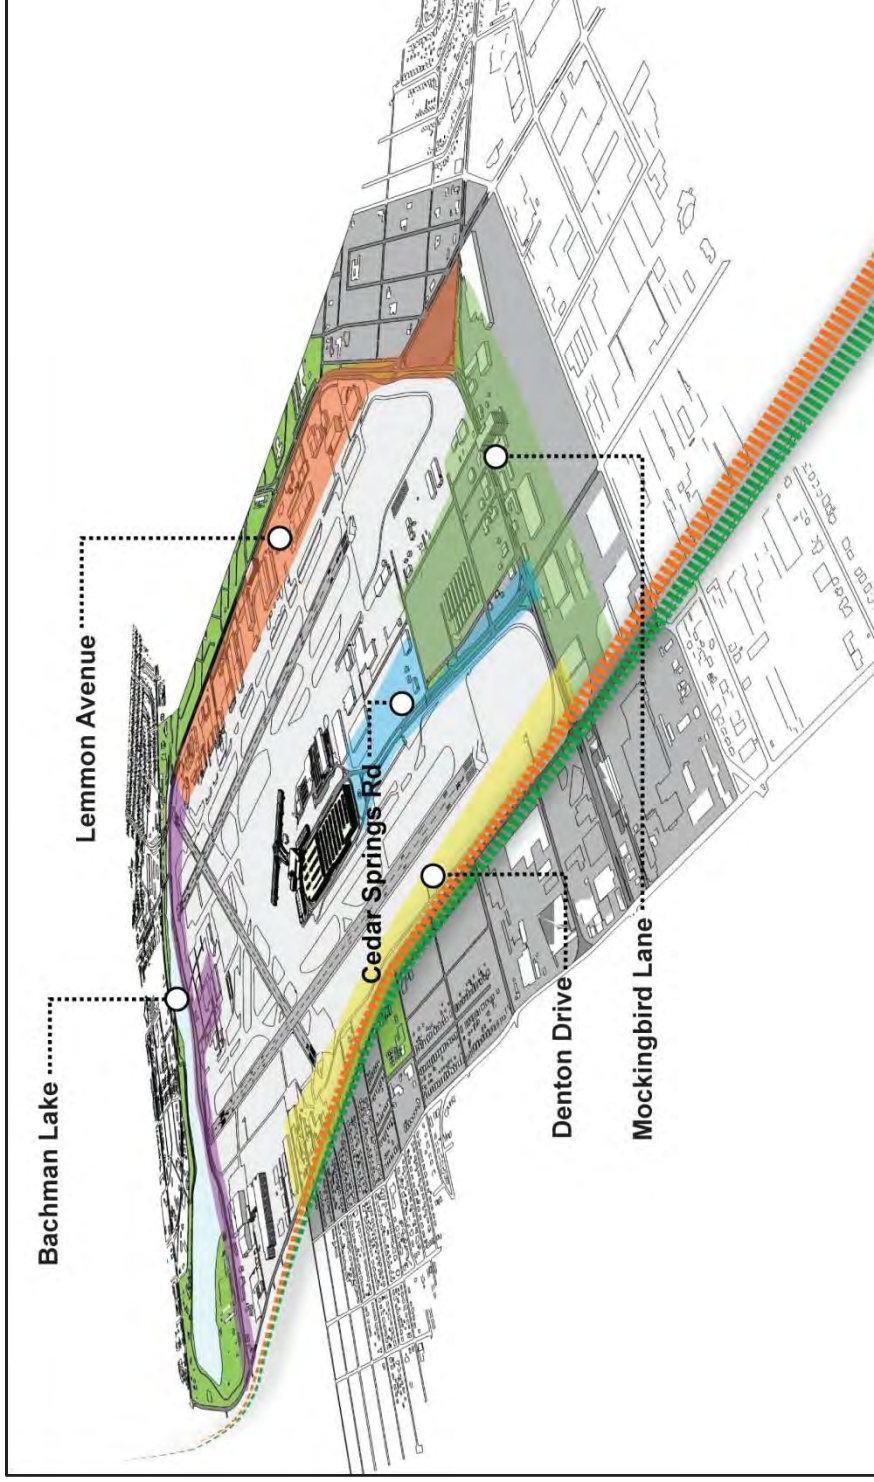 Bachman Lake
Lemmon Avenue
Cedar Springs Rd
Denton Drive
Mockingbird Lane